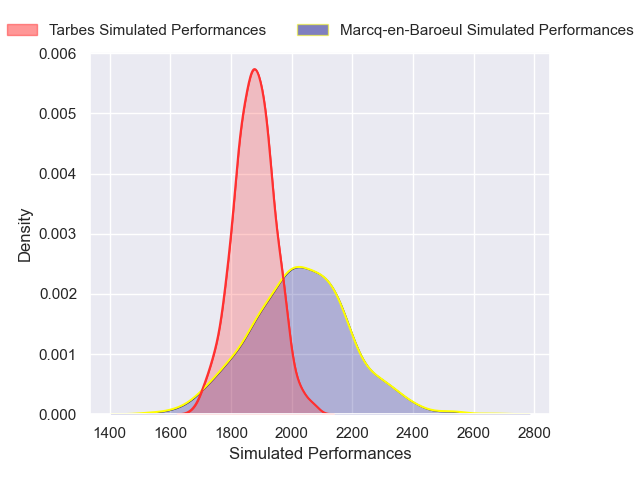 Tarbes Simulated Performances
Marcq-en-Baroeul Simulated Performances
0.006
0.005
0.004
0.003
0.002
0.001
0.000
Density
1400 1600 1800 2000 2200 2400 2600 2800
Simulated Performances